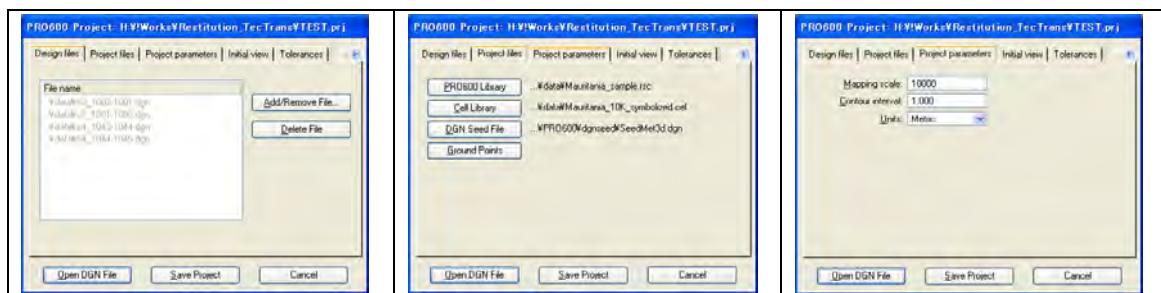 PRO600 Project: H:¥!Works¥Restitution_TecTrans¥TEST.prj
Design files Project files Project parameters Initial view Tolerances
File name
Add/Remove File...
Delete File
Open DGN File Save Project Cancel
PRO600 Project: H:¥!Works¥Restitution_TecTrans¥TEST.prj
Design files Project files Project parameters Initial view Tolerances
PRO600 Library ...¥data¥Mauritania_sample.rsc
Cell Library ...¥data¥Mauritania_10K_symbolized.cel
DGN Seed File ...¥PRO600¥dgnseed¥SeedMet3d.dgn
Ground Points
Open DGN File Save Project Cancel
PRO600 Project: H:¥!Works¥Restitution_TecTrans¥TEST.prj
Design files Project files Project parameters Initial view Tolerances
Mapping scale: 10000
Contour interval: 1.000
Units: Metric
Open DGN File Save Project Cancel